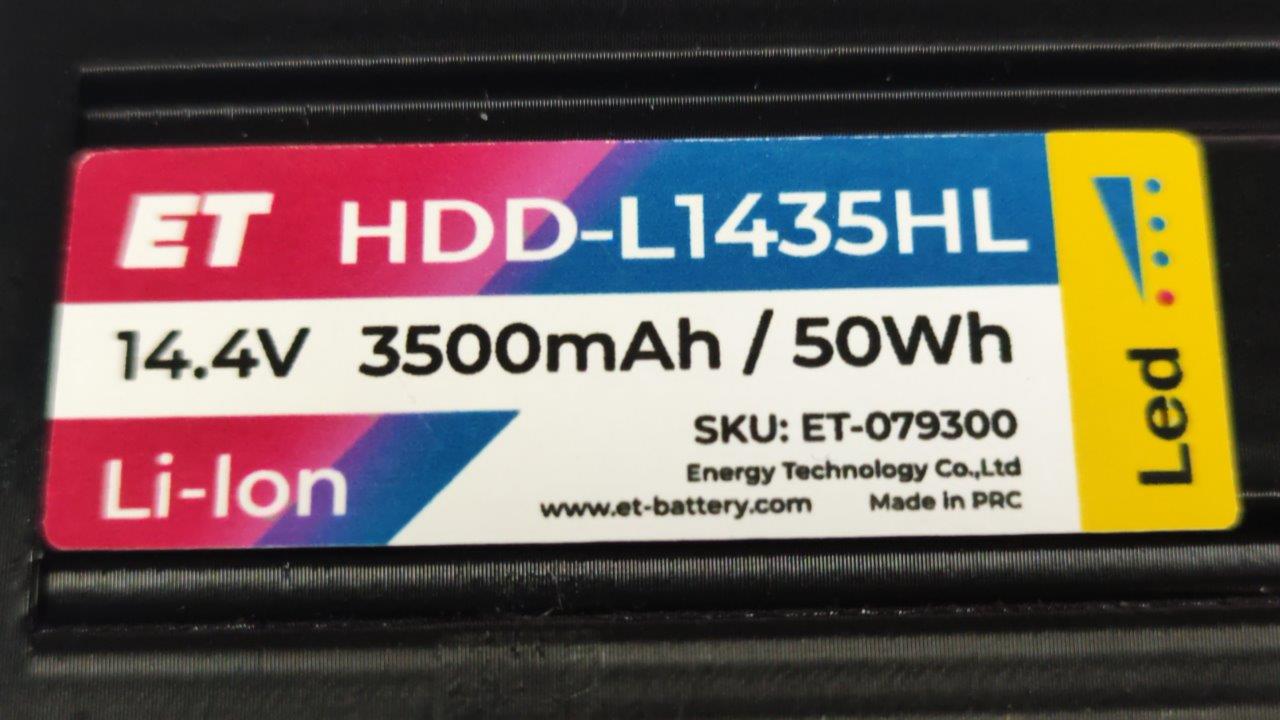 ET HDD-L1435HL
14.4V 3500mAh / 50Wh
SKU: ET-079300
Energy Technology Co.,Ltd
www.et-battery.com Made in PRC
Li-Ion
Led